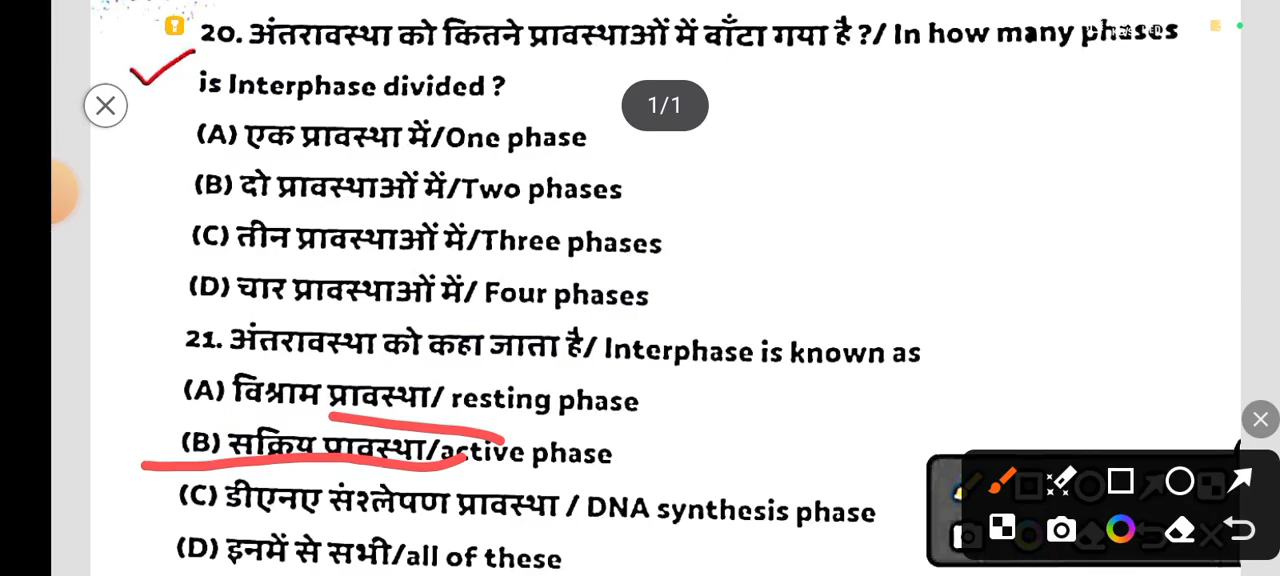 20. अंतरावस्था को कितने प्रावस्थाओं में बाँटा गया है ?/ In how many phases
is Interphase divided ?
1/1
(A) एक प्रावस्था में/One phase
(B) दो प्रावस्थाओं में/Two phases
(C) तीन प्रावस्थाओं में/Three phases
(D) चार प्रावस्थाओं में/ Four phases
21. अंतरावस्था को कहा जाता है/ Interphase is known as
(A) विश्राम प्रावस्था/ resting phase
(B) सक्रिय प्रावस्था/active phase
(C) डीएनए संश्लेपण प्रावस्था / DNA synthesis phase
(D) इनमें से सभी/all of these